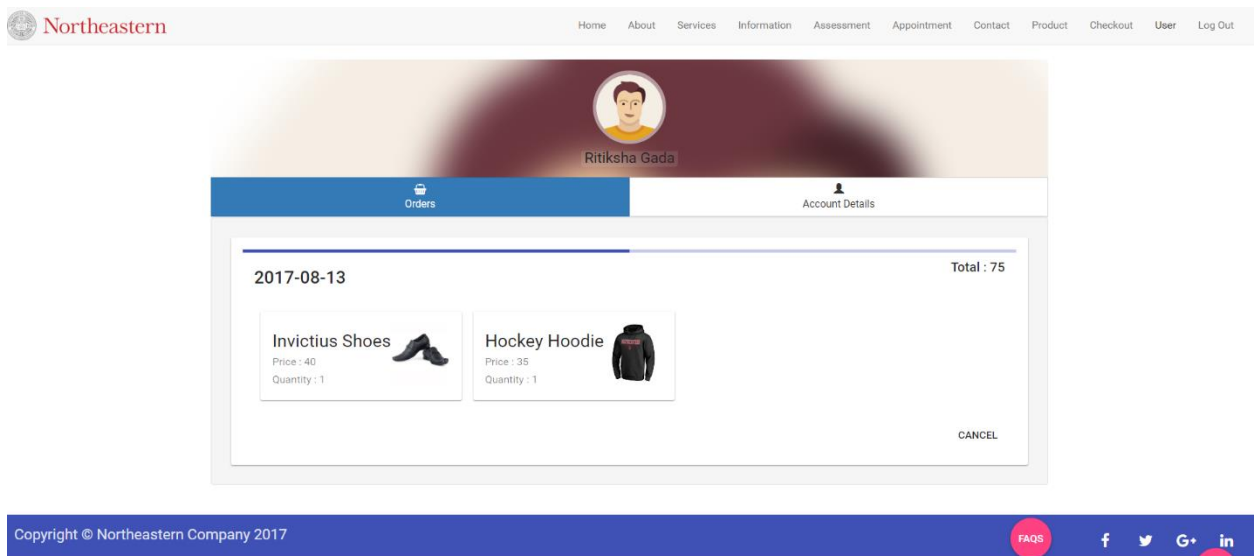 Northeastern
Home About Services Information Assessment Appointment Contact Product Checkout User Log Out
Ritiksha Gada
Orders
Account Details
2017-08-13
Total : 75
Invictius Shoes
Price : 40
Quantity : 1
Hockey Hoodie
Price : 35
Quantity : 1
CANCEL
Copyright © Northeastern Company 2017
FAQS
f G+ in